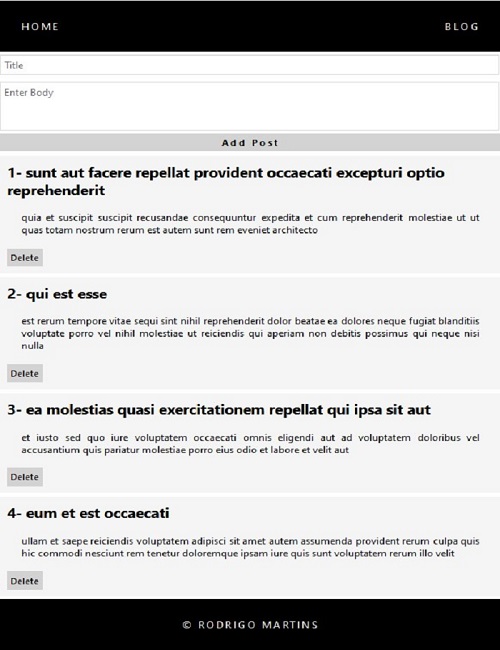 HOME
BLOG
Title
Enter Body
Add Post
1- sunt aut facere repellat provident occaecati excepturi optio
reprehenderit
quia et suscipit suscipit recusandae consequuntur expedita et cum reprehenderit molestiae ut ut
quas totam nostrum rerum est autem sunt rem eveniet architecto
Delete
2- qui est esse
est rerum tempore vitae sequi sint nihil reprehenderit dolor beatae ea dolores neque fugiat blanditiis
voluptate porro vel nihil molestiae ut reiciendis qui aperiam non debitis possimus qui neque nisi
nulla
Delete
3- ea molestias quasi exercitationem repellat qui ipsa sit aut
et iusto sed quo iure voluptatem occaecati omnis eligendi aut ad voluptatem doloribus vel
accusantium quis pariatur molestiae porro eius odio et labore et velit aut
Delete
4- eum et est occaecati
ullam et saepe reiciendis voluptatem adipisci sit amet autem assumenda provident rerum culpa quis
hic commodi nesciunt rem tenetur doloremque ipsam iure quis sunt voluptatem rerum illo velit
Delete
© RODRIGO MARTINS